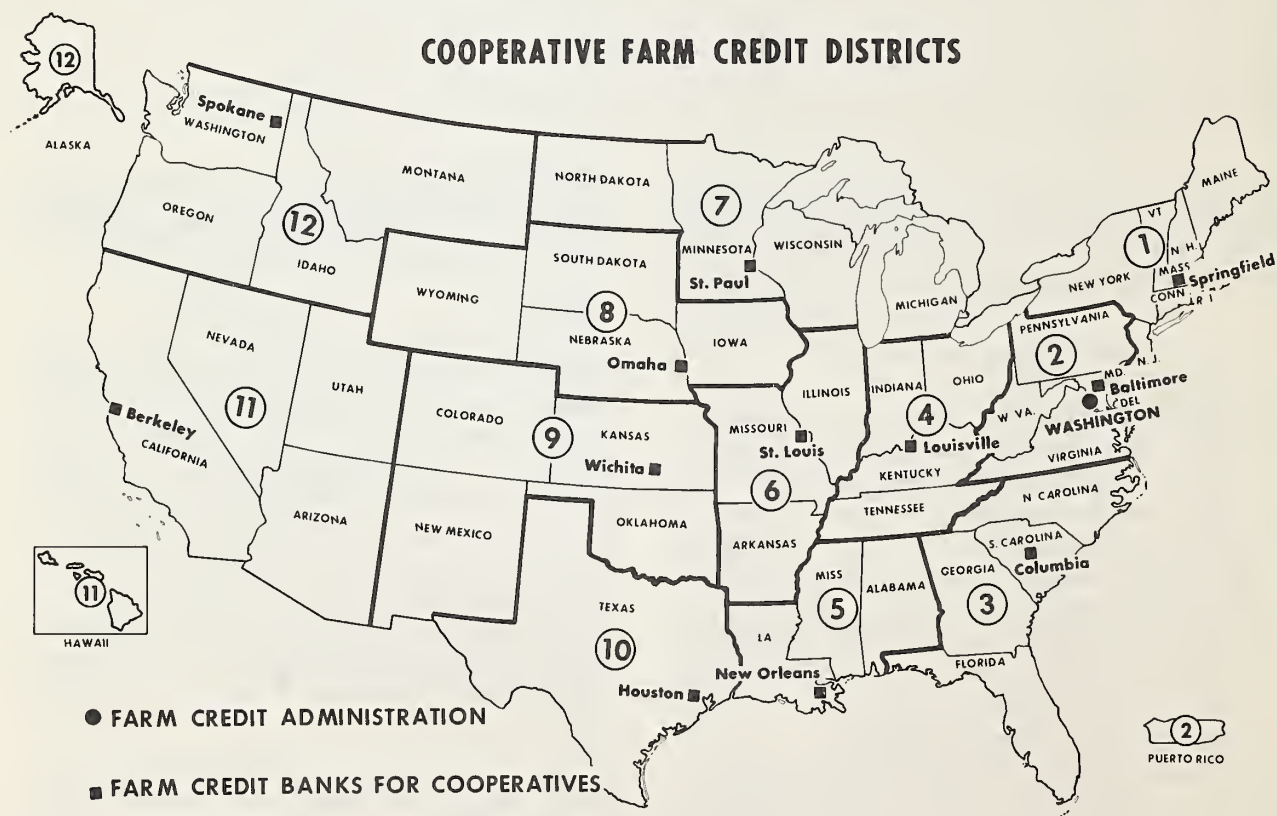 COOPERATIVE FARM CREDIT DISTRICTS
12
ALASKA
Spokane
WASHINGTON
MONTANA
NORTH DAKOTA
7
MINNESOTA
St. Paul
WISCONSIN
MICHIGAN
MAINE
VT
1
N. H.
NEW YORK
MASS
Springfield
CONN.
R I
OREGON
12
IDAHO
WYOMING
SOUTH DAKOTA
8
NEBRASKA
Omaha
IOWA
ILLINOIS
INDIANA
OHIO
4
PENNSYLVANIA
2
N. J.
MD.
Baltimore
DEL
WASHINGTON
W VA.
VIRGINIA
NEVADA
11
UTAH
Berkeley
CALIFORNIA
COLORADO
9
KANSAS
Wichita
MISSOURI
St. Louis
6
Louisville
KENTUCKY
TENNESSEE
N CAROLINA
S. CAROLINA
Columbia
ARIZONA
NEW MEXICO
OKLAHOMA
ARKANSAS
MISS
5
ALABAMA
GEORGIA
3
11
HAWAII
TEXAS
10
Houston
LA
New Orleans
FLORIDA
2
PUERTO RICO
FARM CREDIT ADMINISTRATION
FARM CREDIT BANKS FOR COOPERATIVES